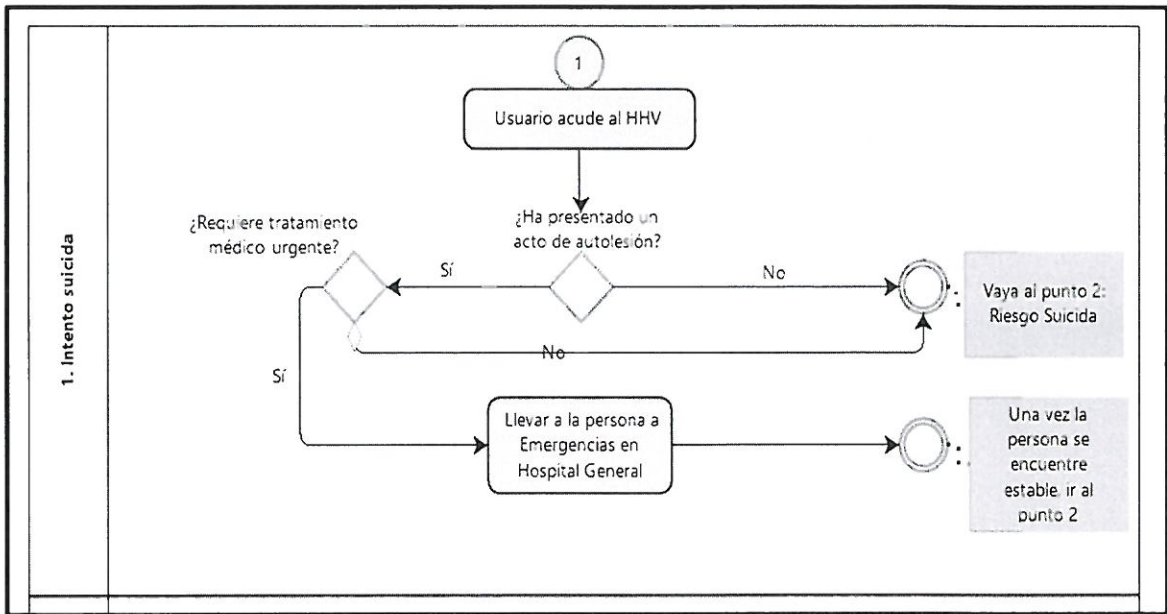 1. Intento suicida
1
Usuario acude al HHV
¿Requiere tratamiento
médico urgente?
¿Ha presentado un
acto de autolesión?
Sí
No
Vaya al punto 2:
Riesgo Suicida
No
Sí
Llevar a la persona a
Emergencias en
Hospital General
Una vez la
persona se
encuentre
estable, ir al
punto 2